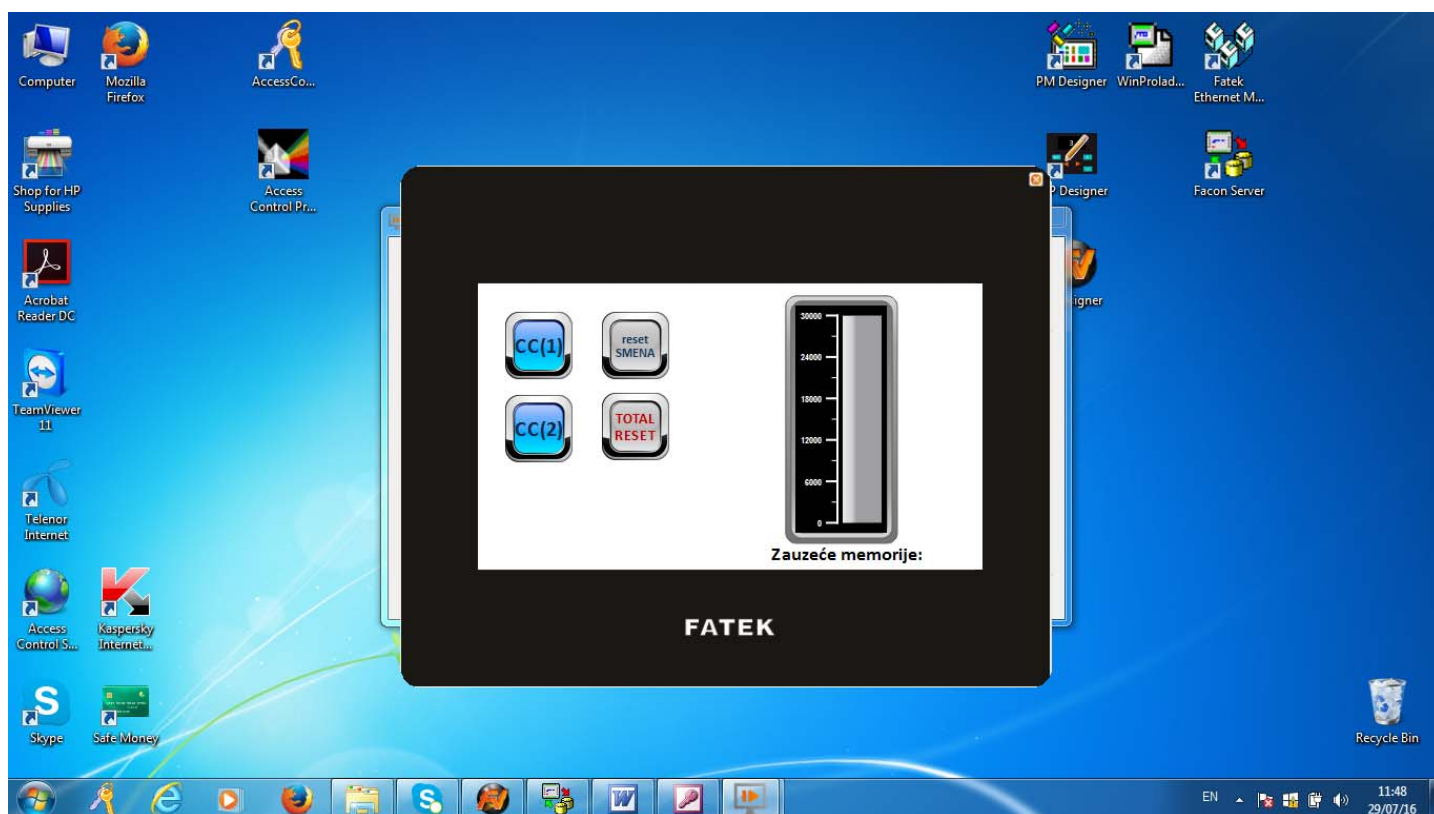 Computer
Mozilla
Firefox
AccessCo...
PM Designer
WinProlad...
Fatek
Ethernet M...
Shop for HP
Supplies
Access
Control Pr...
P Designer
Facon Server
Acrobat
Reader DC
igner
TeamViewer
11
Telenor
Internet
Access
Control S...
Kaspersky
Internet...
Skype
Safe Money
Recycle Bin
CC(1)
reset
SMENA
CC(2)
TOTAL
RESET
30000
24000
18000
12000
6000
0
Zauzeće memorije:
FATEK
EN
11:48
29/07/16